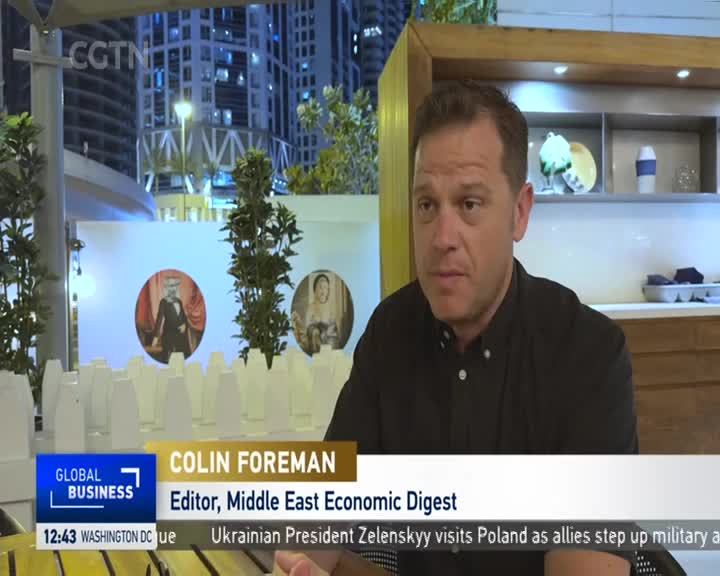 CGTN
COLIN FOREMAN
GLOBAL
BUSINESS
Editor, Middle East Economic Digest
12:43 WASHINGTON DC
que Ukrainian President Zelenskyy visits Poland as allies step up military a